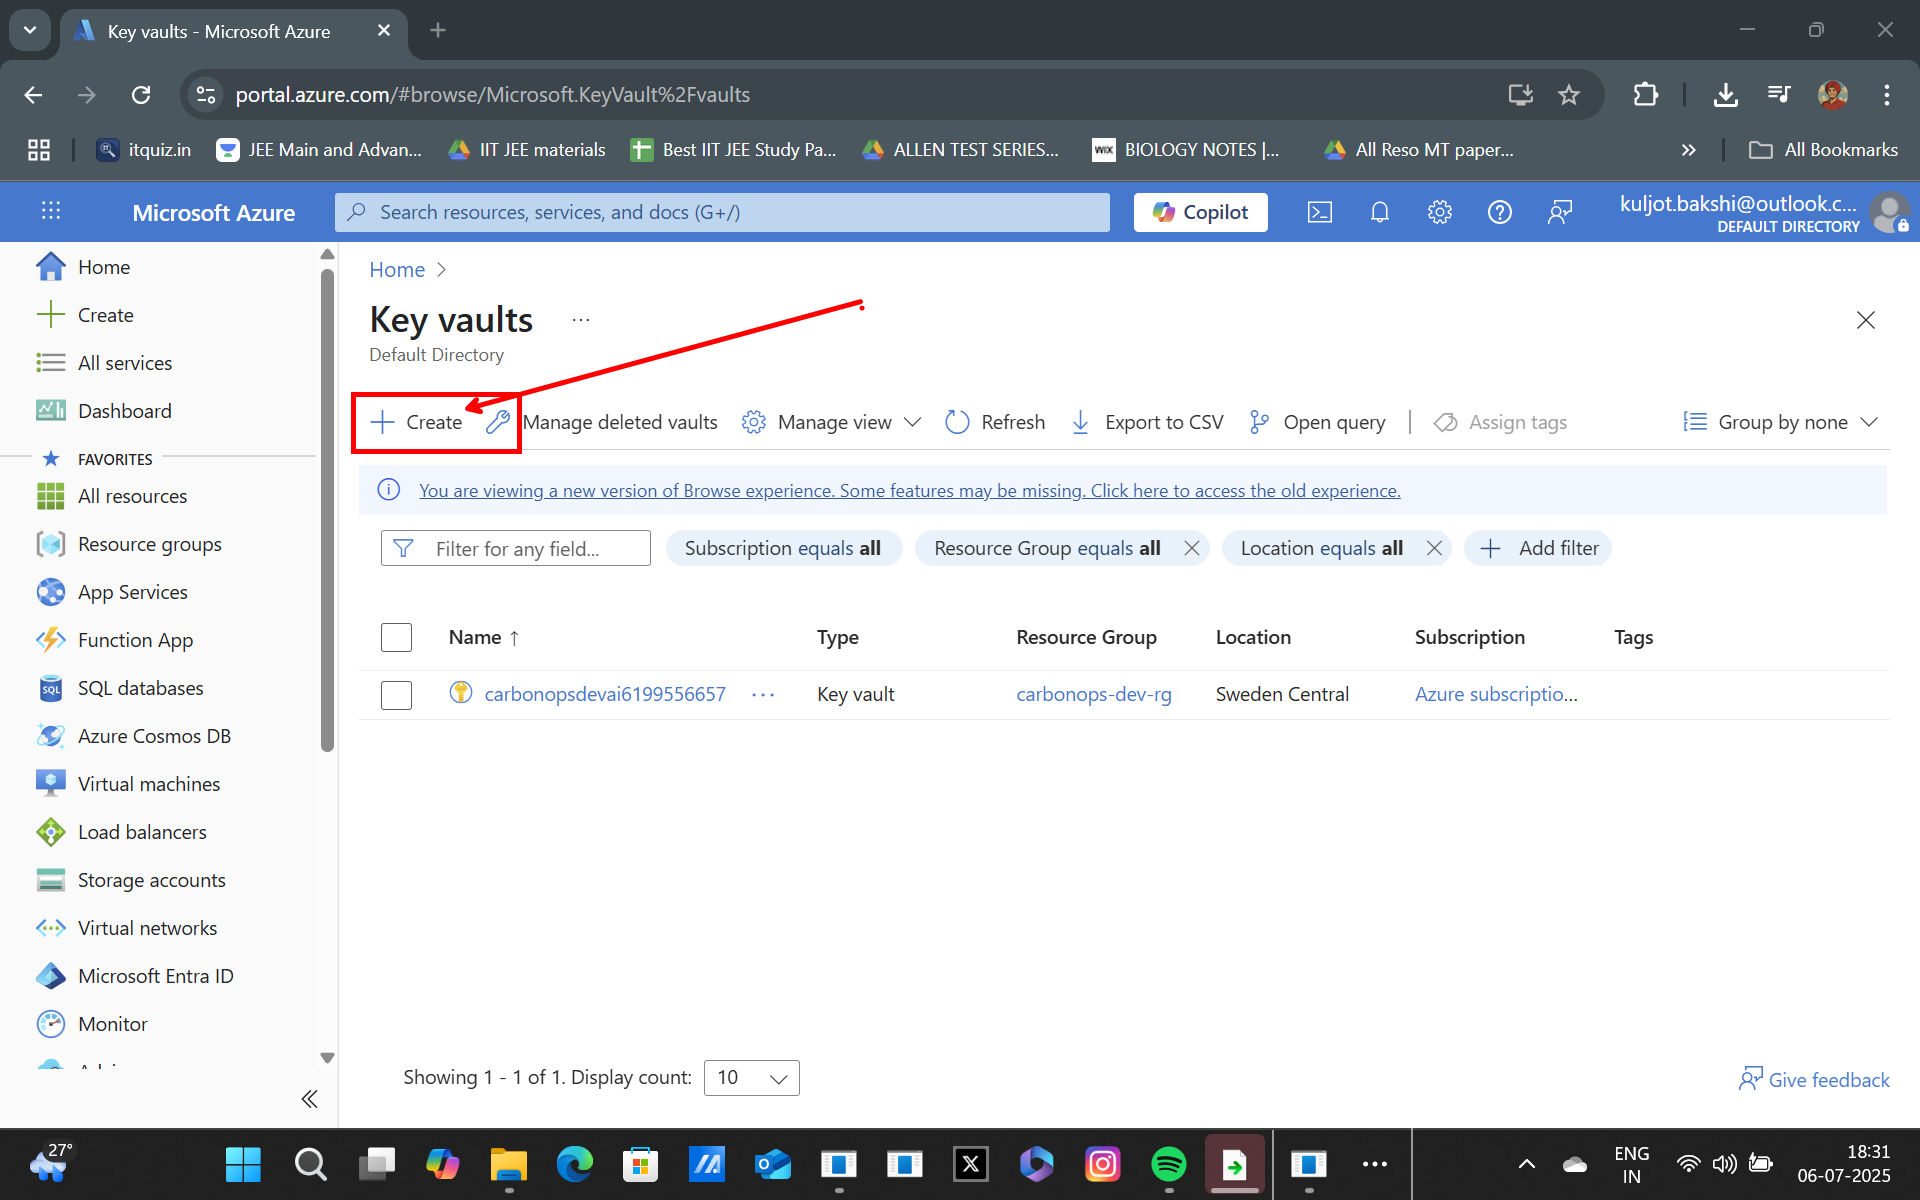 Key vaults - Microsoft Azure
portal.azure.com/#browse/Microsoft.KeyVault%2Fvaults
itquiz.in
JEE Main and Advan...
IIT JEE materials
Best IIT JEE Study Pa...
ALLEN TEST SERIES...
WiX BIOLOGY NOTES |...
All Reso MT paper...
All Bookmarks
Microsoft Azure
Search resources, services, and docs (G+/)
Copilot
kuljot.bakshi@outlook.c...
DEFAULT DIRECTORY
Home
Create
All services
Dashboard
FAVORITES
All resources
Resource groups
App Services
Function App
SQL databases
Azure Cosmos DB
Virtual machines
Load balancers
Storage accounts
Virtual networks
Microsoft Entra ID
Monitor
Home >
Key vaults ...
Default Directory
Create
Manage deleted vaults
Manage view
Refresh
Export to CSV
Open query
Assign tags
Group by none
You are viewing a new version of Browse experience. Some features may be missing. Click here to access the old experience.
Filter for any field...
Subscription equals all
Resource Group equals all
Location equals all
Add filter
Name ↑ Type Resource Group Location Subscription Tags
carbonopsdevai6199556657 ... Key vault carbonops-dev-rg Sweden Central Azure subscriptio...
Showing 1 - 1 of 1. Display count: 10
Give feedback
27°
ENG
IN
18:31
06-07-2025